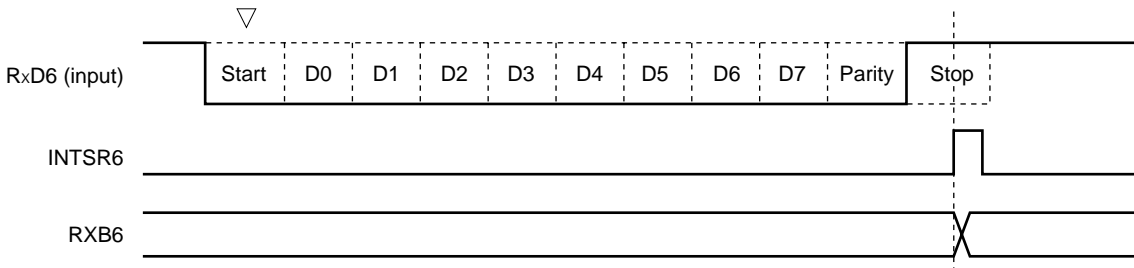 RxD6 (input) Start D0 D1 D2 D3 D4 D5 D6 D7 Parity Stop
INTSR6
RXB6